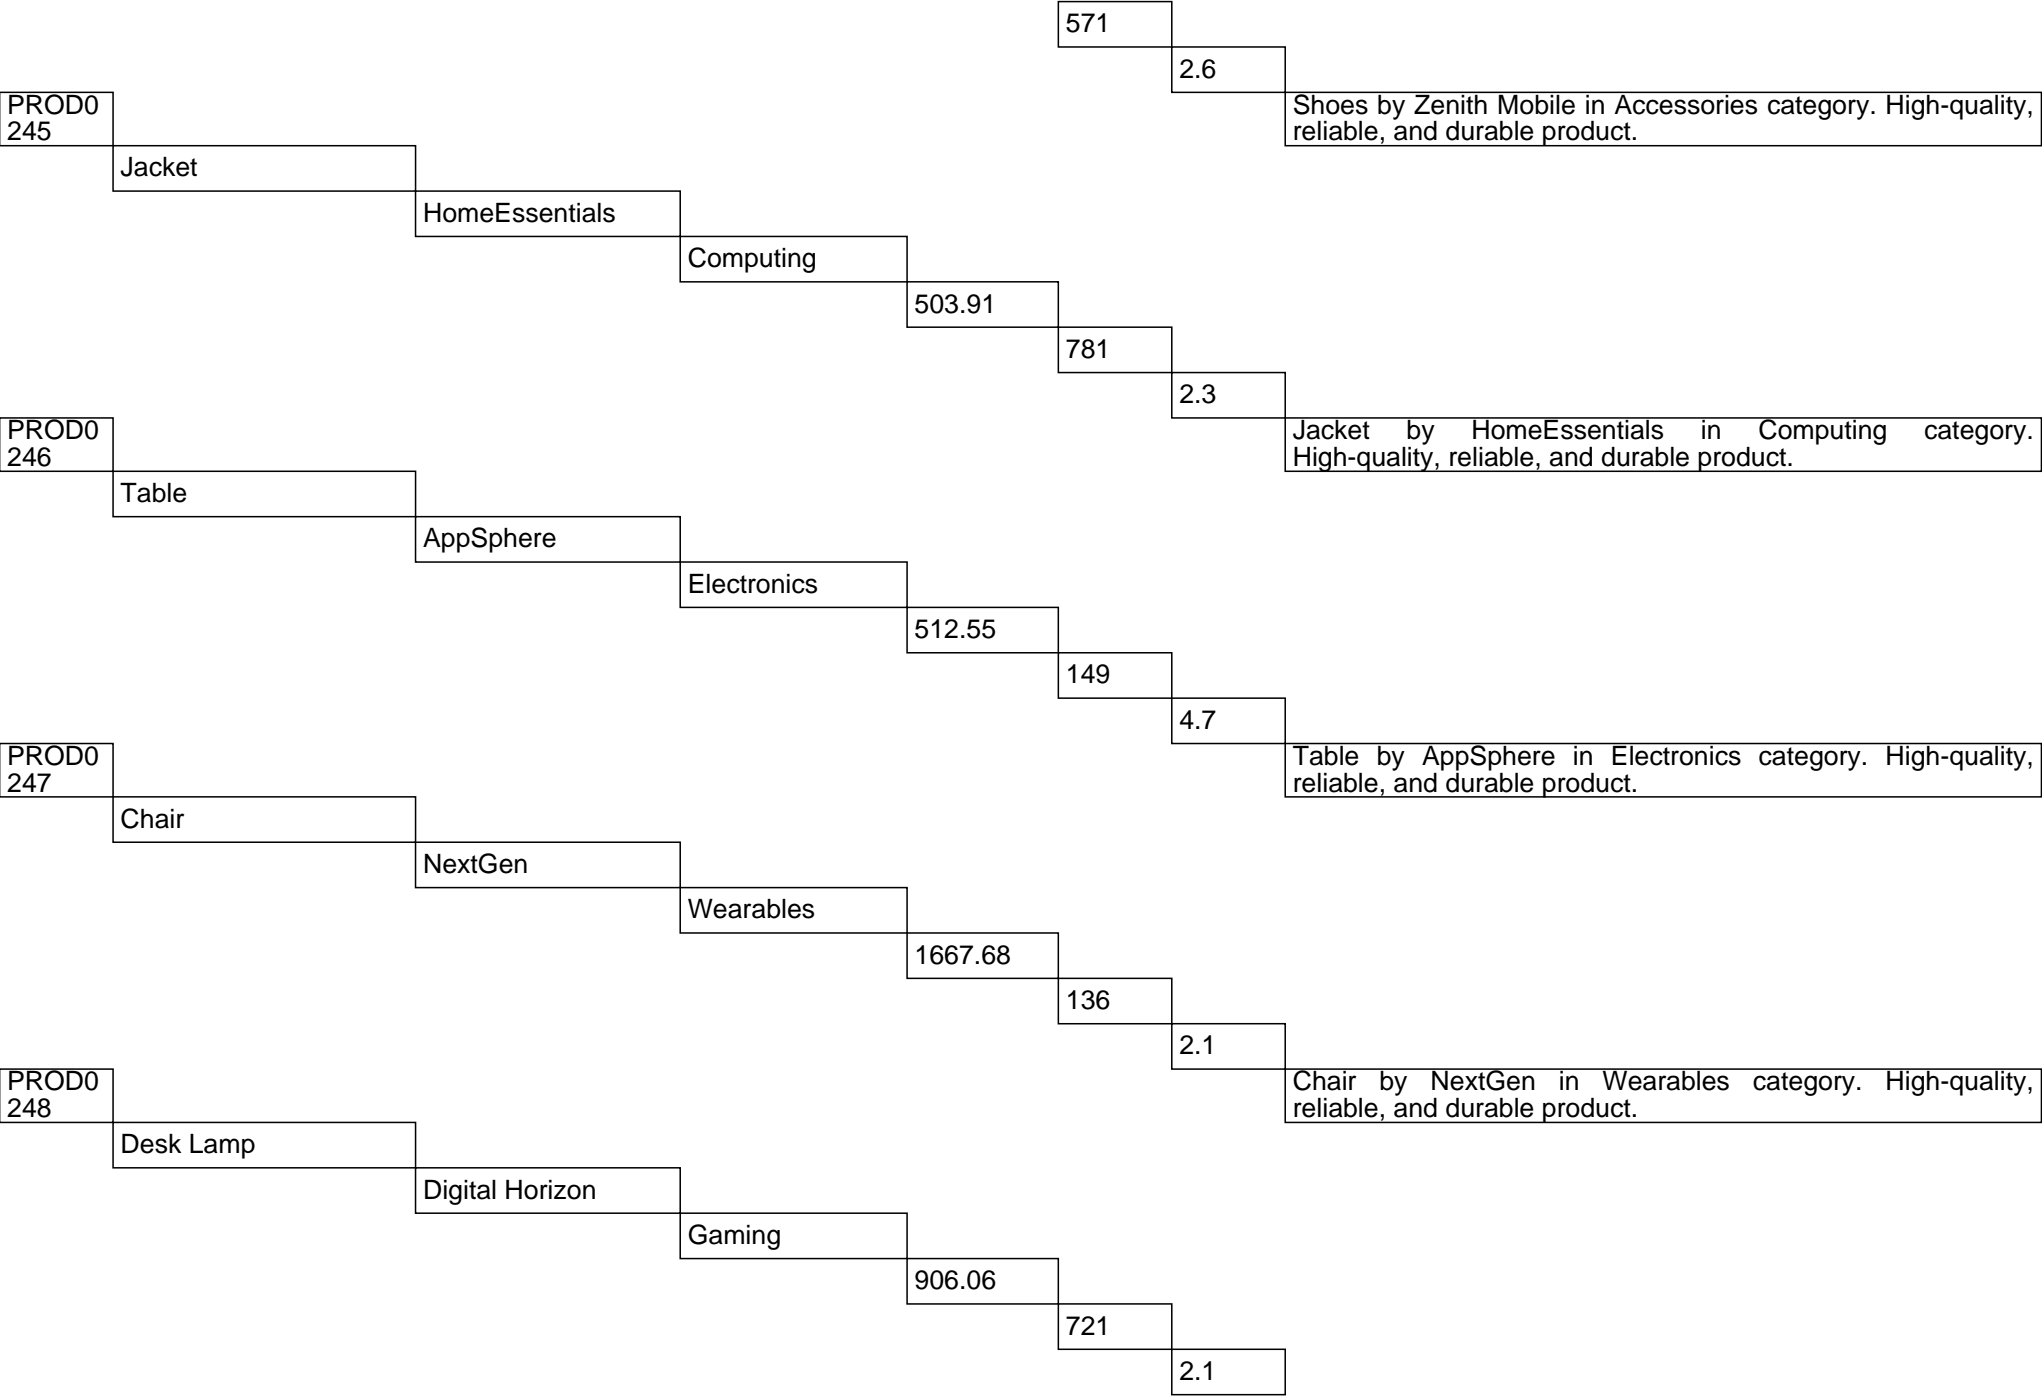 571
2.6
Shoes by Zenith Mobile in Accessories category. High-quality,
reliable, and durable product.
PROD0
245
Jacket
HomeEssentials
Computing
503.91
781
2.3
Jacket by HomeEssentials in Computing category.
High-quality, reliable, and durable product.
PROD0
246
Table
AppSphere
Electronics
512.55
149
4.7
Table by AppSphere in Electronics category. High-quality,
reliable, and durable product.
PROD0
247
Chair
NextGen
Wearables
1667.68
136
2.1
Chair by NextGen in Wearables category. High-quality,
reliable, and durable product.
PROD0
248
Desk Lamp
Digital Horizon
Gaming
906.06
721
2.1